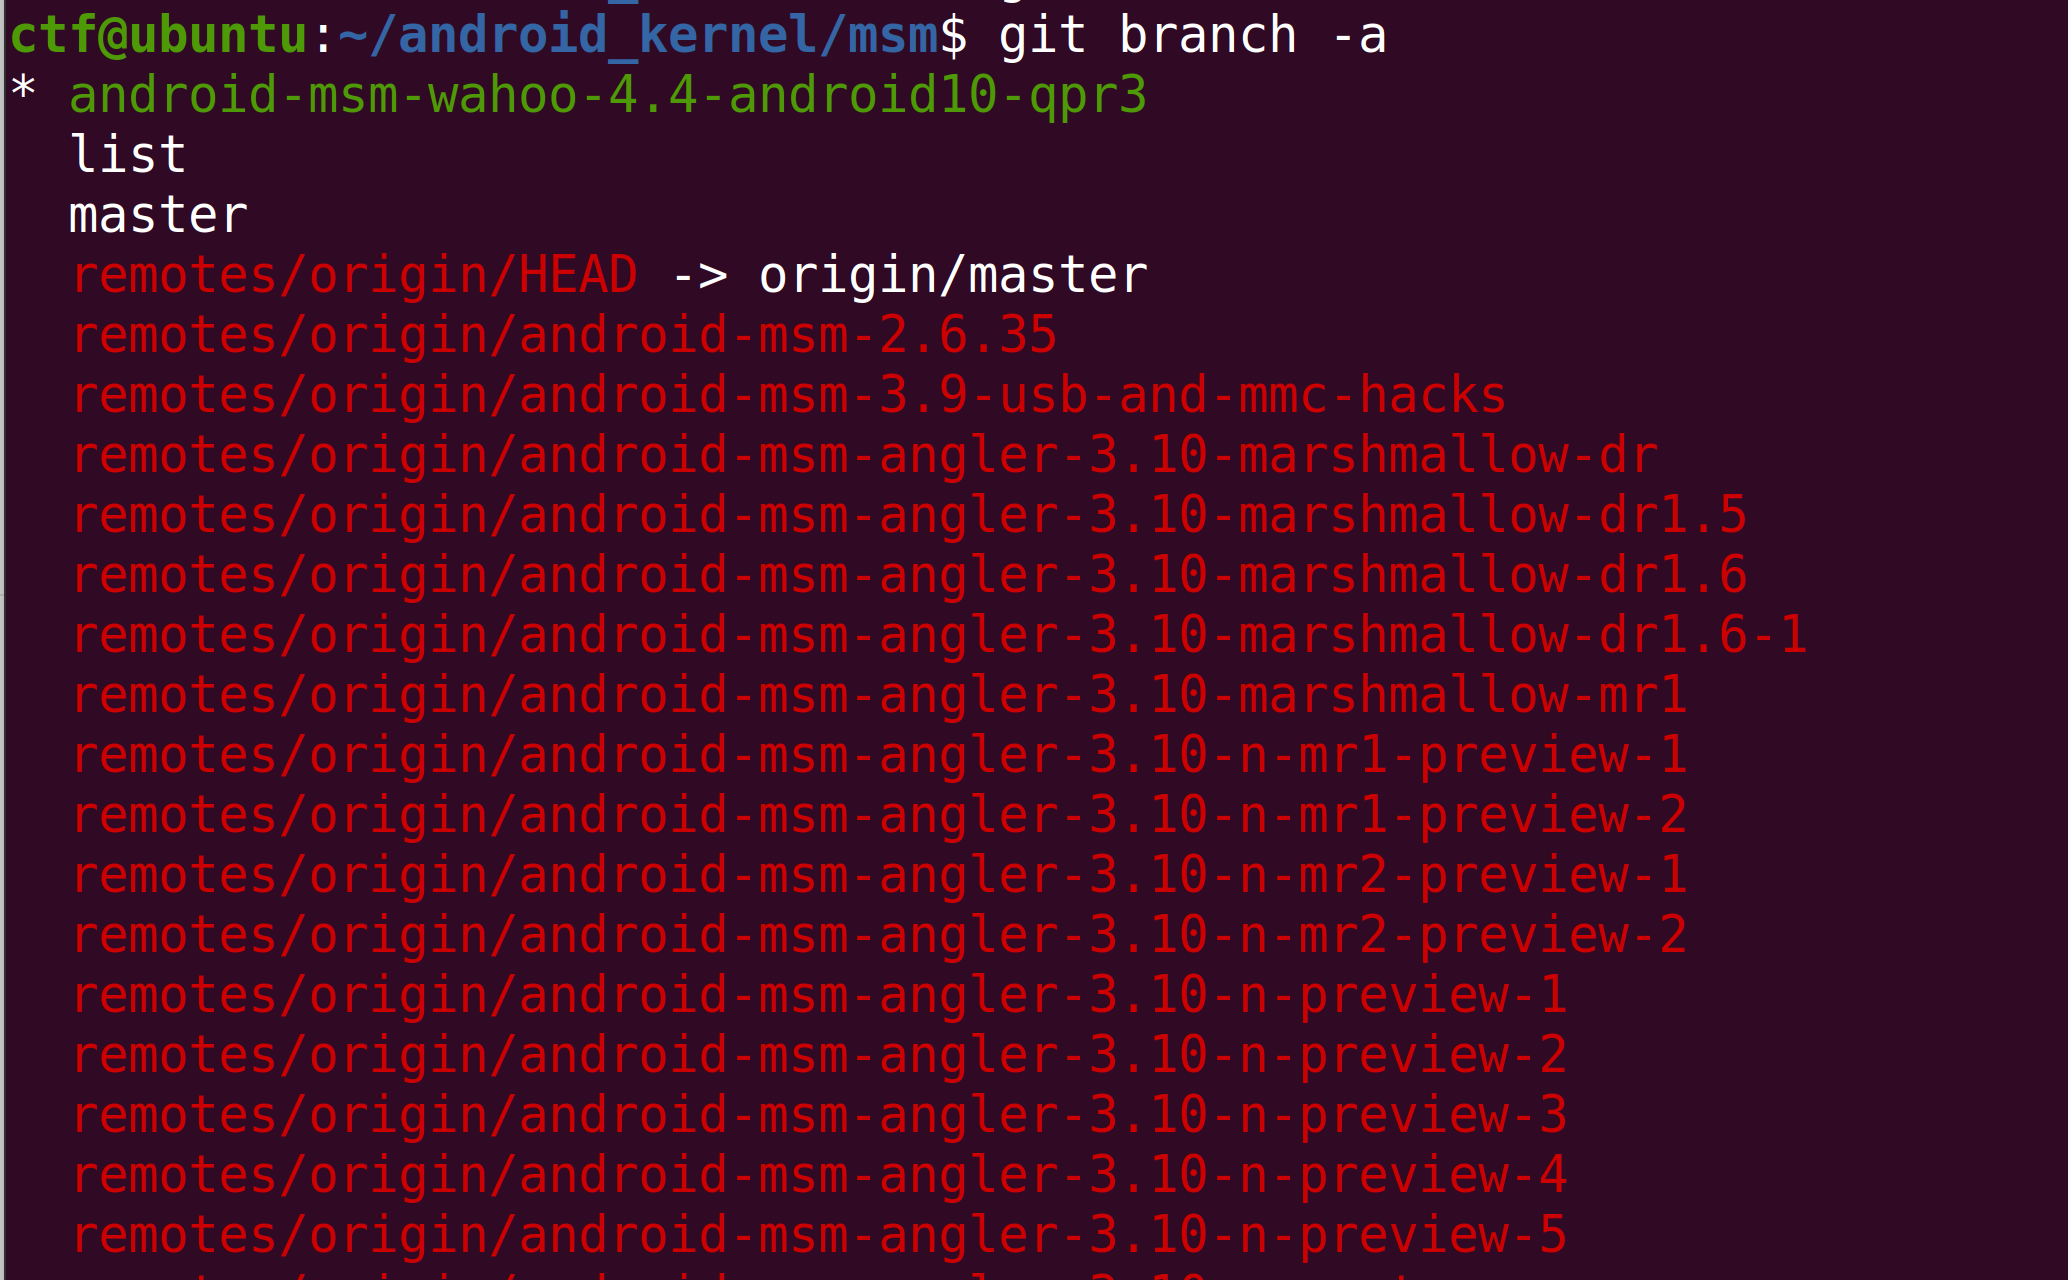 ctf@ubuntu:~/android_kernel/msm$ git branch -a
* android-msm-wahoo-4.4-android10-qpr3
  list
  master
  remotes/origin/HEAD -> origin/master
  remotes/origin/android-msm-2.6.35
  remotes/origin/android-msm-3.9-usb-and-mmc-hacks
  remotes/origin/android-msm-angler-3.10-marshmallow-dr
  remotes/origin/android-msm-angler-3.10-marshmallow-dr1.5
  remotes/origin/android-msm-angler-3.10-marshmallow-dr1.6
  remotes/origin/android-msm-angler-3.10-marshmallow-dr1.6-1
  remotes/origin/android-msm-angler-3.10-marshmallow-mr1
  remotes/origin/android-msm-angler-3.10-n-mr1-preview-1
  remotes/origin/android-msm-angler-3.10-n-mr1-preview-2
  remotes/origin/android-msm-angler-3.10-n-mr2-preview-1
  remotes/origin/android-msm-angler-3.10-n-mr2-preview-2
  remotes/origin/android-msm-angler-3.10-n-preview-1
  remotes/origin/android-msm-angler-3.10-n-preview-2
  remotes/origin/android-msm-angler-3.10-n-preview-3
  remotes/origin/android-msm-angler-3.10-n-preview-4
  remotes/origin/android-msm-angler-3.10-n-preview-5